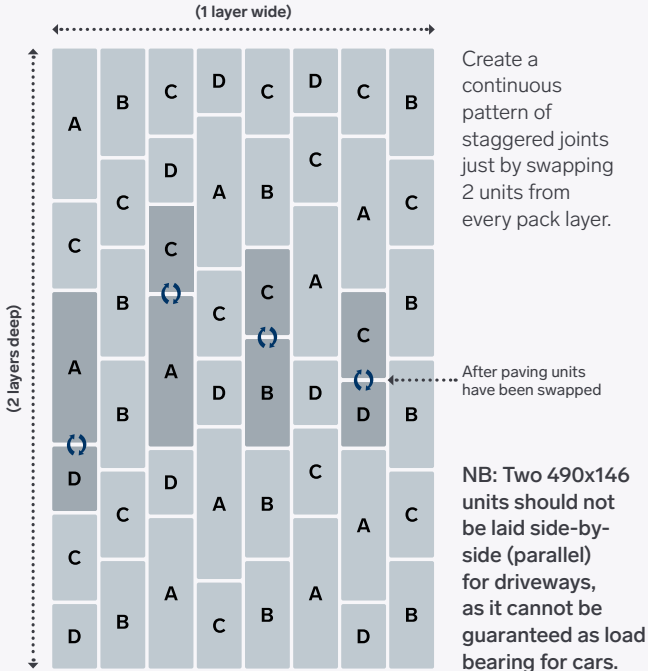 (1 layer wide)
(2 layers deep)
A
C
A
D
C
D
B
C
B
B
C
B
C
D
C
A
D
A
D
A
C
D
A
C
C
B
C
B
B
B
D
C
A
D
C
A
C
A
C
D
A
D
B
C
B
B
C
B
Create a
continuous
pattern of
staggered joints
just by swapping
2 units from
every pack layer.
After paving units
have been swapped
NB: Two 490x146
units should not
be laid side-by-
side (parallel)
for driveways,
as it cannot be
guaranteed as load
bearing for cars.